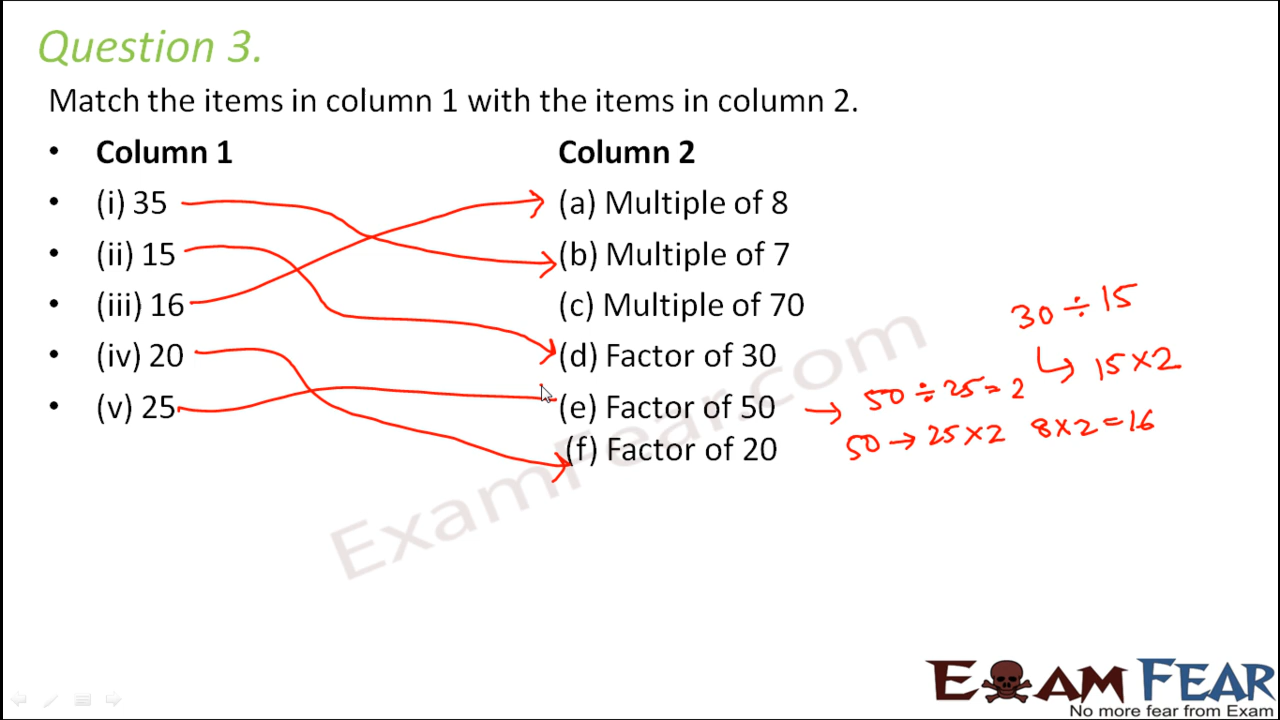 Question 3.
Match the items in column 1 with the items in column 2.
• Column 1 Column 2
• (i) 35 (a) Multiple of 8
• (ii) 15 (b) Multiple of 7
• (iii) 16 (c) Multiple of 70
• (iv) 20 (d) Factor of 30
• (v) 25 (e) Factor of 50
(f) Factor of 20
30 ÷ 15
15 × 2
50 ÷ 25 = 2
50 → 25 × 2 8 × 2 = 16
ExamFear.com
EXAM FEAR
No more fear from Exam